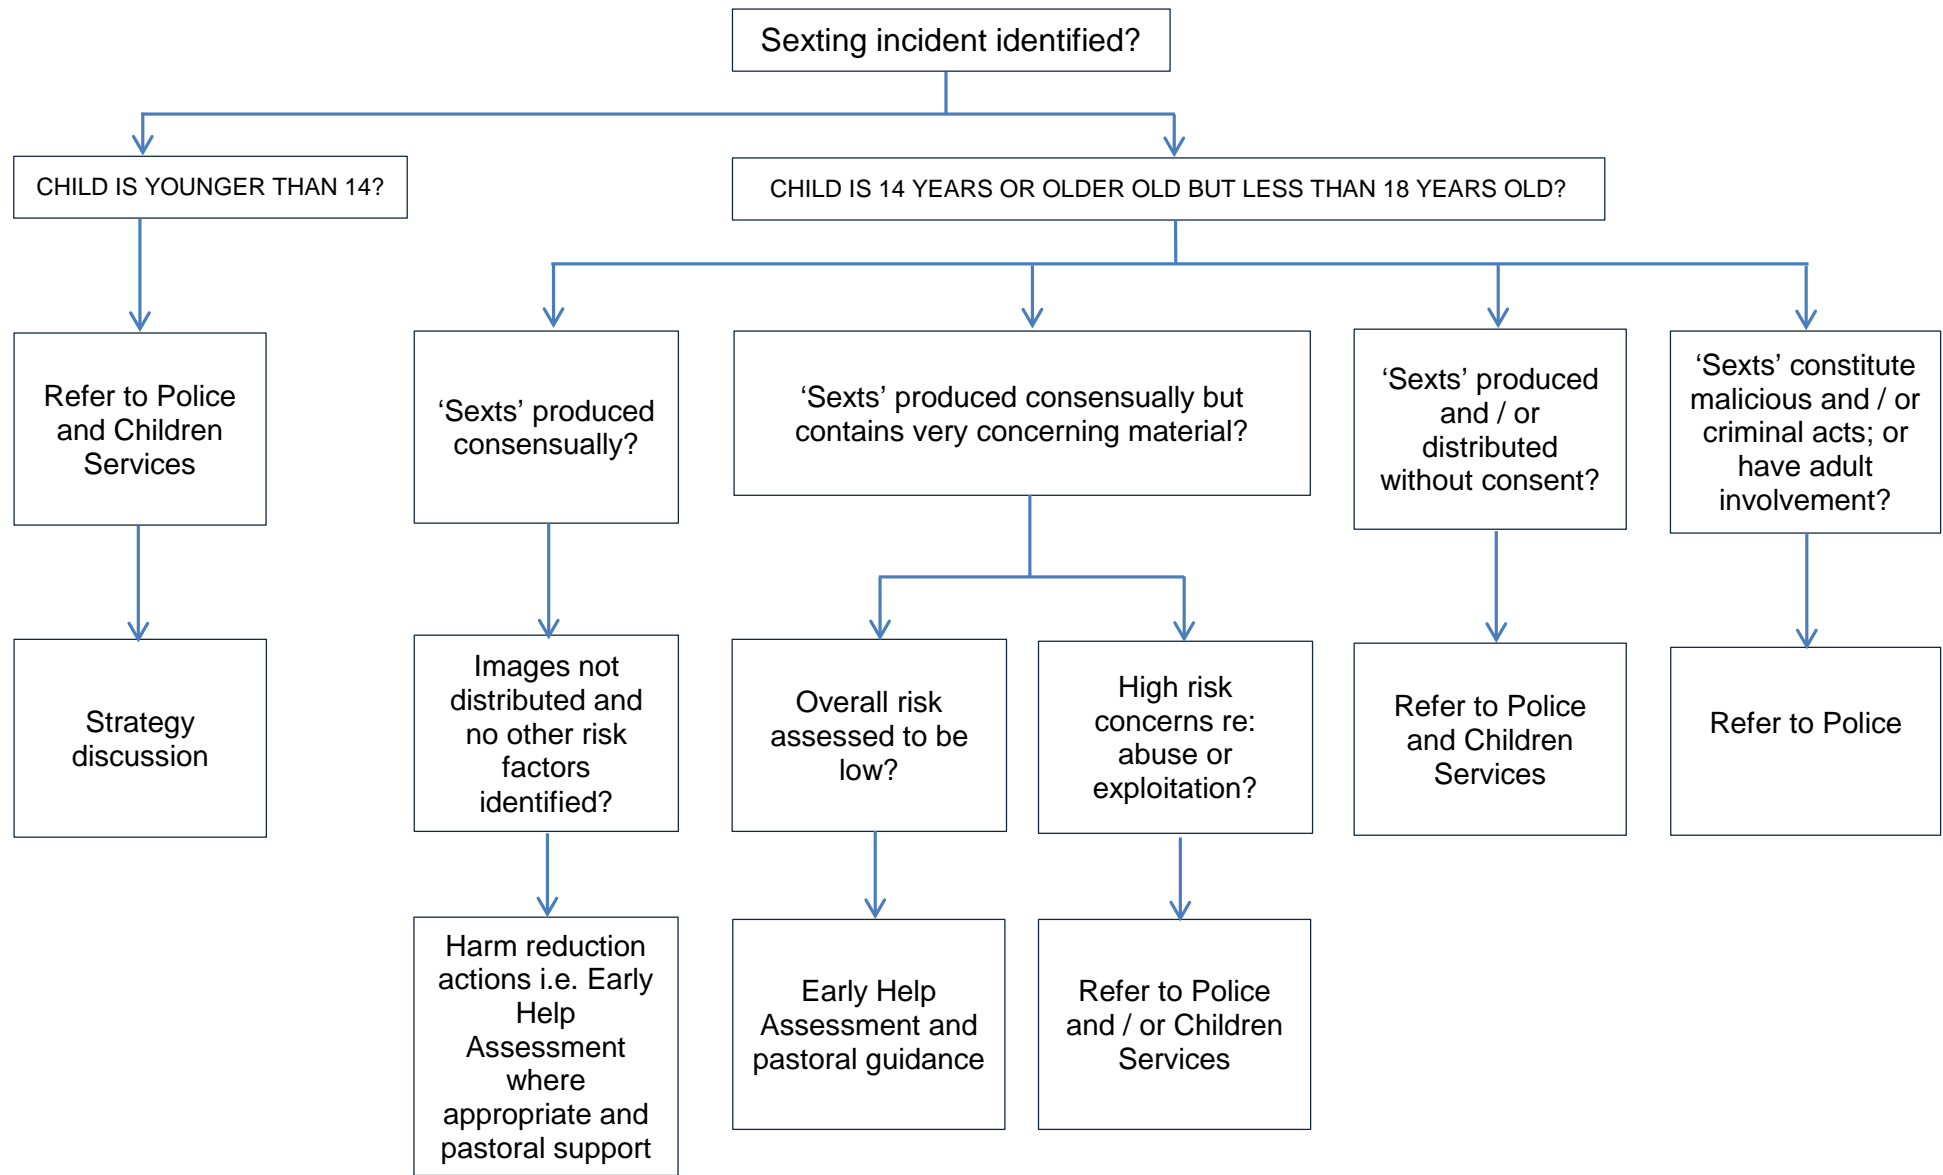 Sexting incident identified?
CHILD IS YOUNGER THAN 14?
CHILD IS 14 YEARS OR OLDER OLD BUT LESS THAN 18 YEARS OLD?
Refer to Police
and Children
Services
‘Sexts’ produced
consensually?
‘Sexts’ produced consensually but
contains very concerning material?
‘Sexts’ produced
and / or
distributed
without consent?
‘Sexts’ constitute
malicious and / or
criminal acts; or
have adult
involvement?
Strategy
discussion
Images not
distributed and
no other risk
factors
identified?
Overall risk
assessed to be
low?
High risk
concerns re:
abuse or
exploitation?
Refer to Police
and Children
Services
Refer to Police
Harm reduction
actions i.e. Early
Help
Assessment
where
appropriate and
pastoral support
Early Help
Assessment and
pastoral guidance
Refer to Police
and / or Children
Services